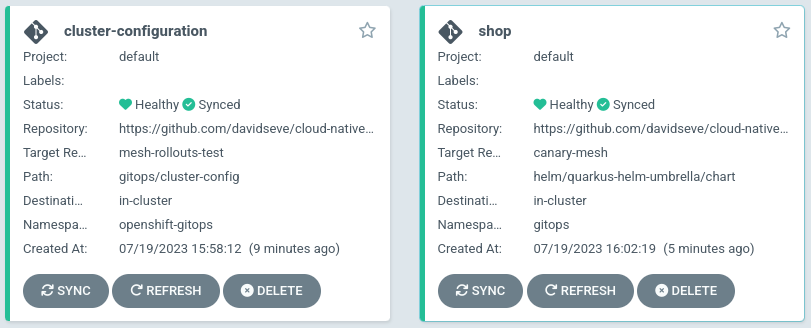 cluster-configuration
Project: default
Labels:
Status: Healthy Synced
Repository: https://github.com/davidseve/cloud-native...
Target Re... mesh-rollouts-test
Path: gitops/cluster-config
Destinati... in-cluster
Namespa... openshift-gitops
Created At: 07/19/2023 15:58:12 (9 minutes ago)
SYNC REFRESH DELETE
shop
Project: default
Labels:
Status: Healthy Synced
Repository: https://github.com/davidseve/cloud-native...
Target Re... canary-mesh
Path: helm/quarkus-helm-umbrella/chart
Destinati... in-cluster
Namespa... gitops
Created At: 07/19/2023 16:02:19 (5 minutes ago)
SYNC REFRESH DELETE